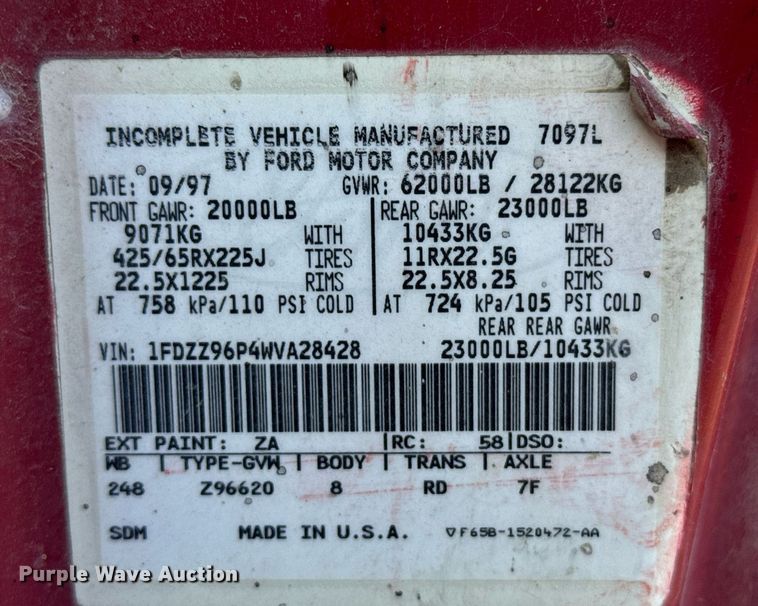 INCOMPLETE VEHICLE MANUFACTURED 7097L
BY FORD MOTOR COMPANY
DATE: 09/97 GVWR: 62000LB / 28122KG
FRONT GAWR: 20000LB REAR GAWR: 23000LB
9071KG WITH 10433KG WITH
425/65RX225J TIRES 11RX22.5G TIRES
22.5X1225 RIMS 22.5X8.25 RIMS
AT 758 kPa/110 PSI COLD AT 724 kPa/105 PSI COLD
REAR REAR GAWR
VIN: 1FDZZ96P4WVA28428 23000LB/10433KG
EXT PAINT: ZA |RC: 58|DSO:
WB | TYPE-GVW | BODY | TRANS | AXLE
248 Z96620 8 RD 7F
SDM MADE IN U.S.A. ▽F65B-1520472-AA
Purple Wave Auction